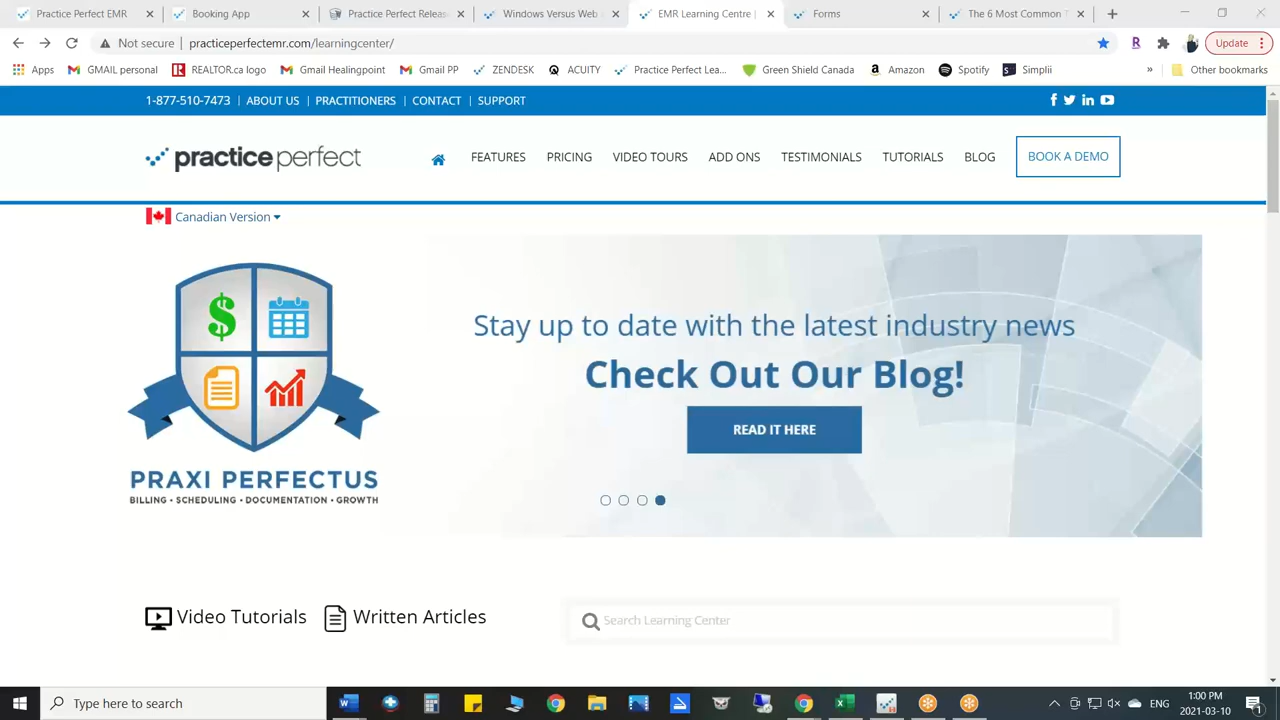 Practice Perfect EMR
Booking App
Practice Perfect Releas
Windows Versus Web
EMR Learning Centre |
Forms
The 6 Most Common T
Not secure
practiceperfectemr.com/learningcenter/
R
Update
Apps
GMAIL personal
REALTOR.ca logo
Gmail Healingpoint
Gmail PP
ZENDESK
ACUITY
Practice Perfect Lea...
Green Shield Canada
Amazon
Spotify
Simplii
»
Other bookmarks
1-877-510-7473 | ABOUT US | PRACTITIONERS | CONTACT | SUPPORT
practice perfect
FEATURES
PRICING
VIDEO TOURS
ADD ONS
TESTIMONIALS
TUTORIALS
BLOG
BOOK A DEMO
Canadian Version
Stay up to date with the latest industry news
Check Out Our Blog!
READ IT HERE
PRAXI PERFECTUS
BILLING • SCHEDULING • DOCUMENTATION • GROWTH
Video Tutorials
Written Articles
Search Learning Center
Type here to search
ENG
1:00 PM
2021-03-10